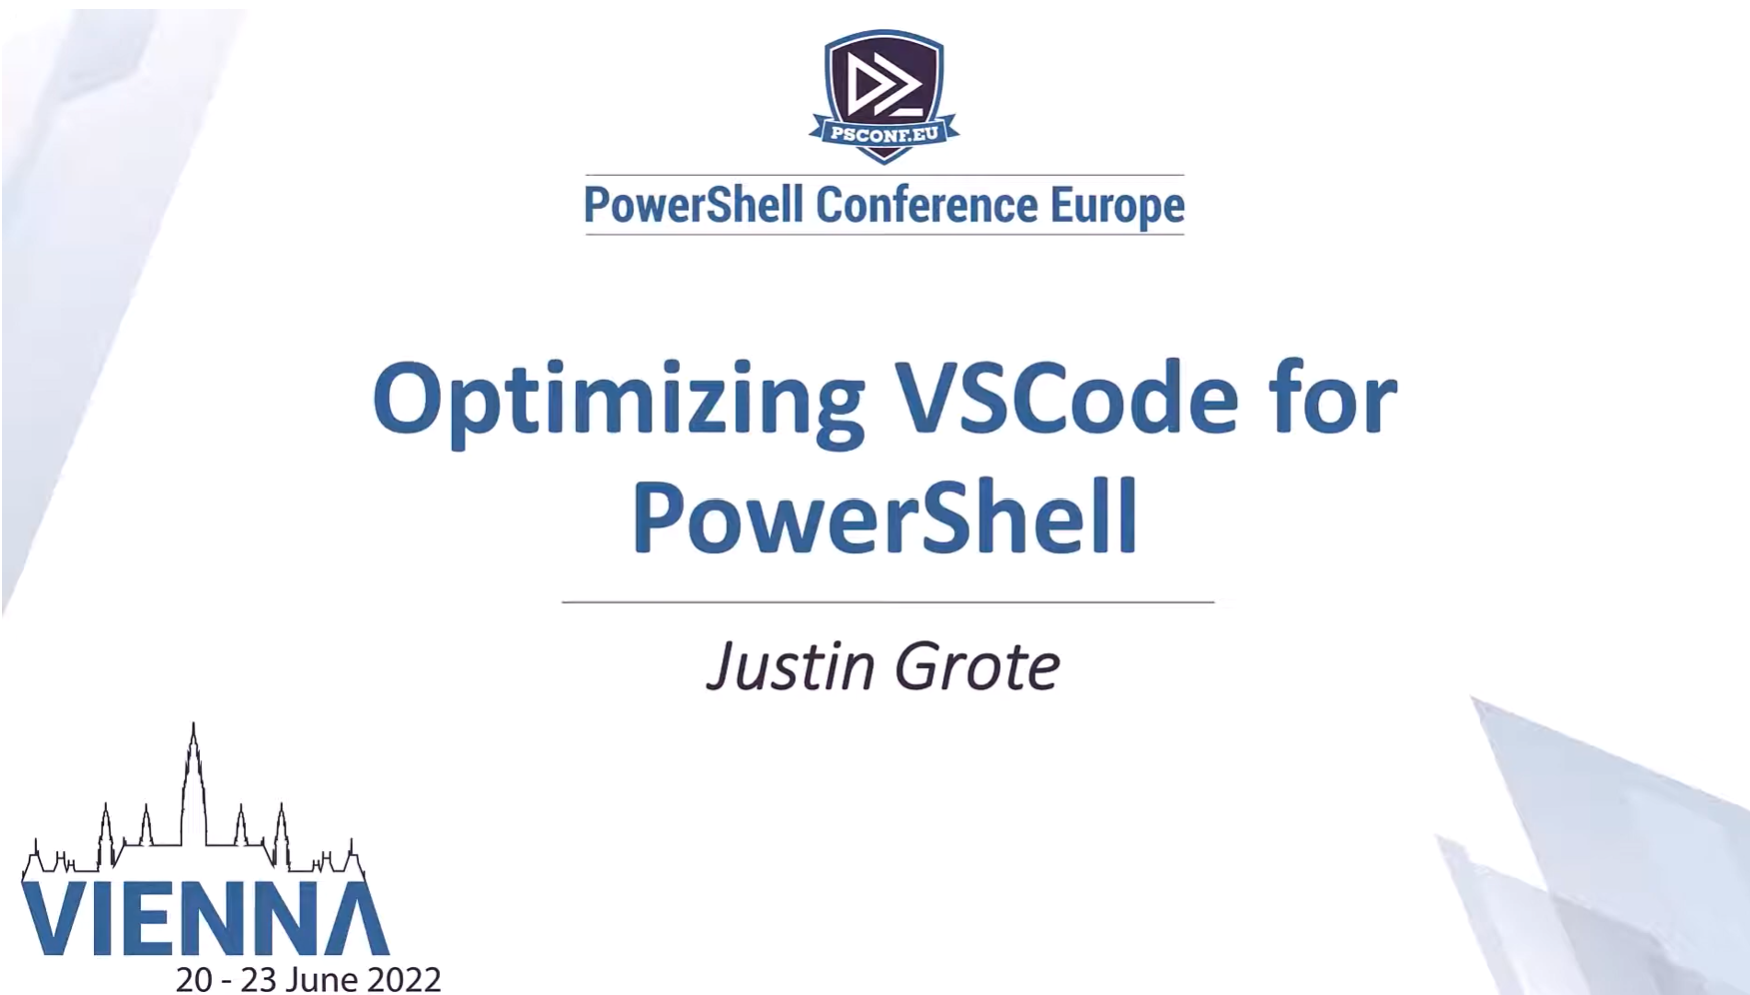 PSCONF.EU
PowerShell Conference Europe
Optimizing VSCode for
PowerShell
Justin Grote
VIENNA
20 - 23 June 2022